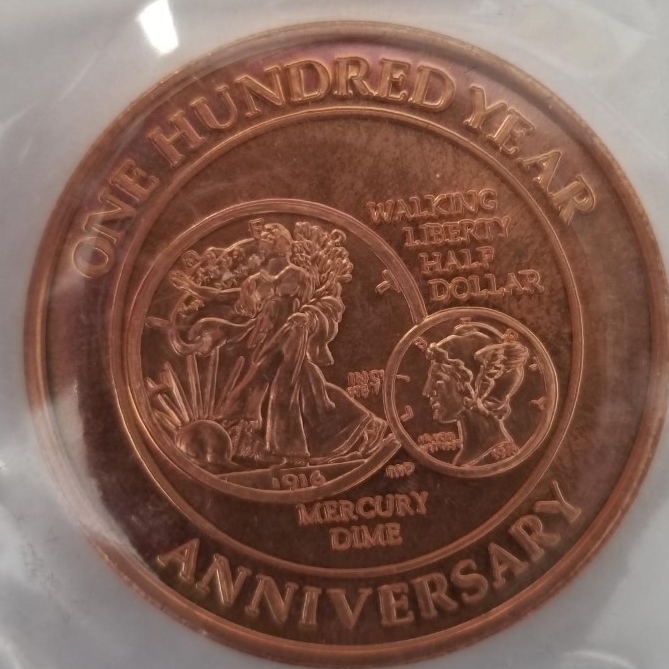 ONE HUNDRED YEAR
WALKING
LIBERTY
HALF
DOLLAR
1916
MERCURY
DIME
ANNIVERSARY